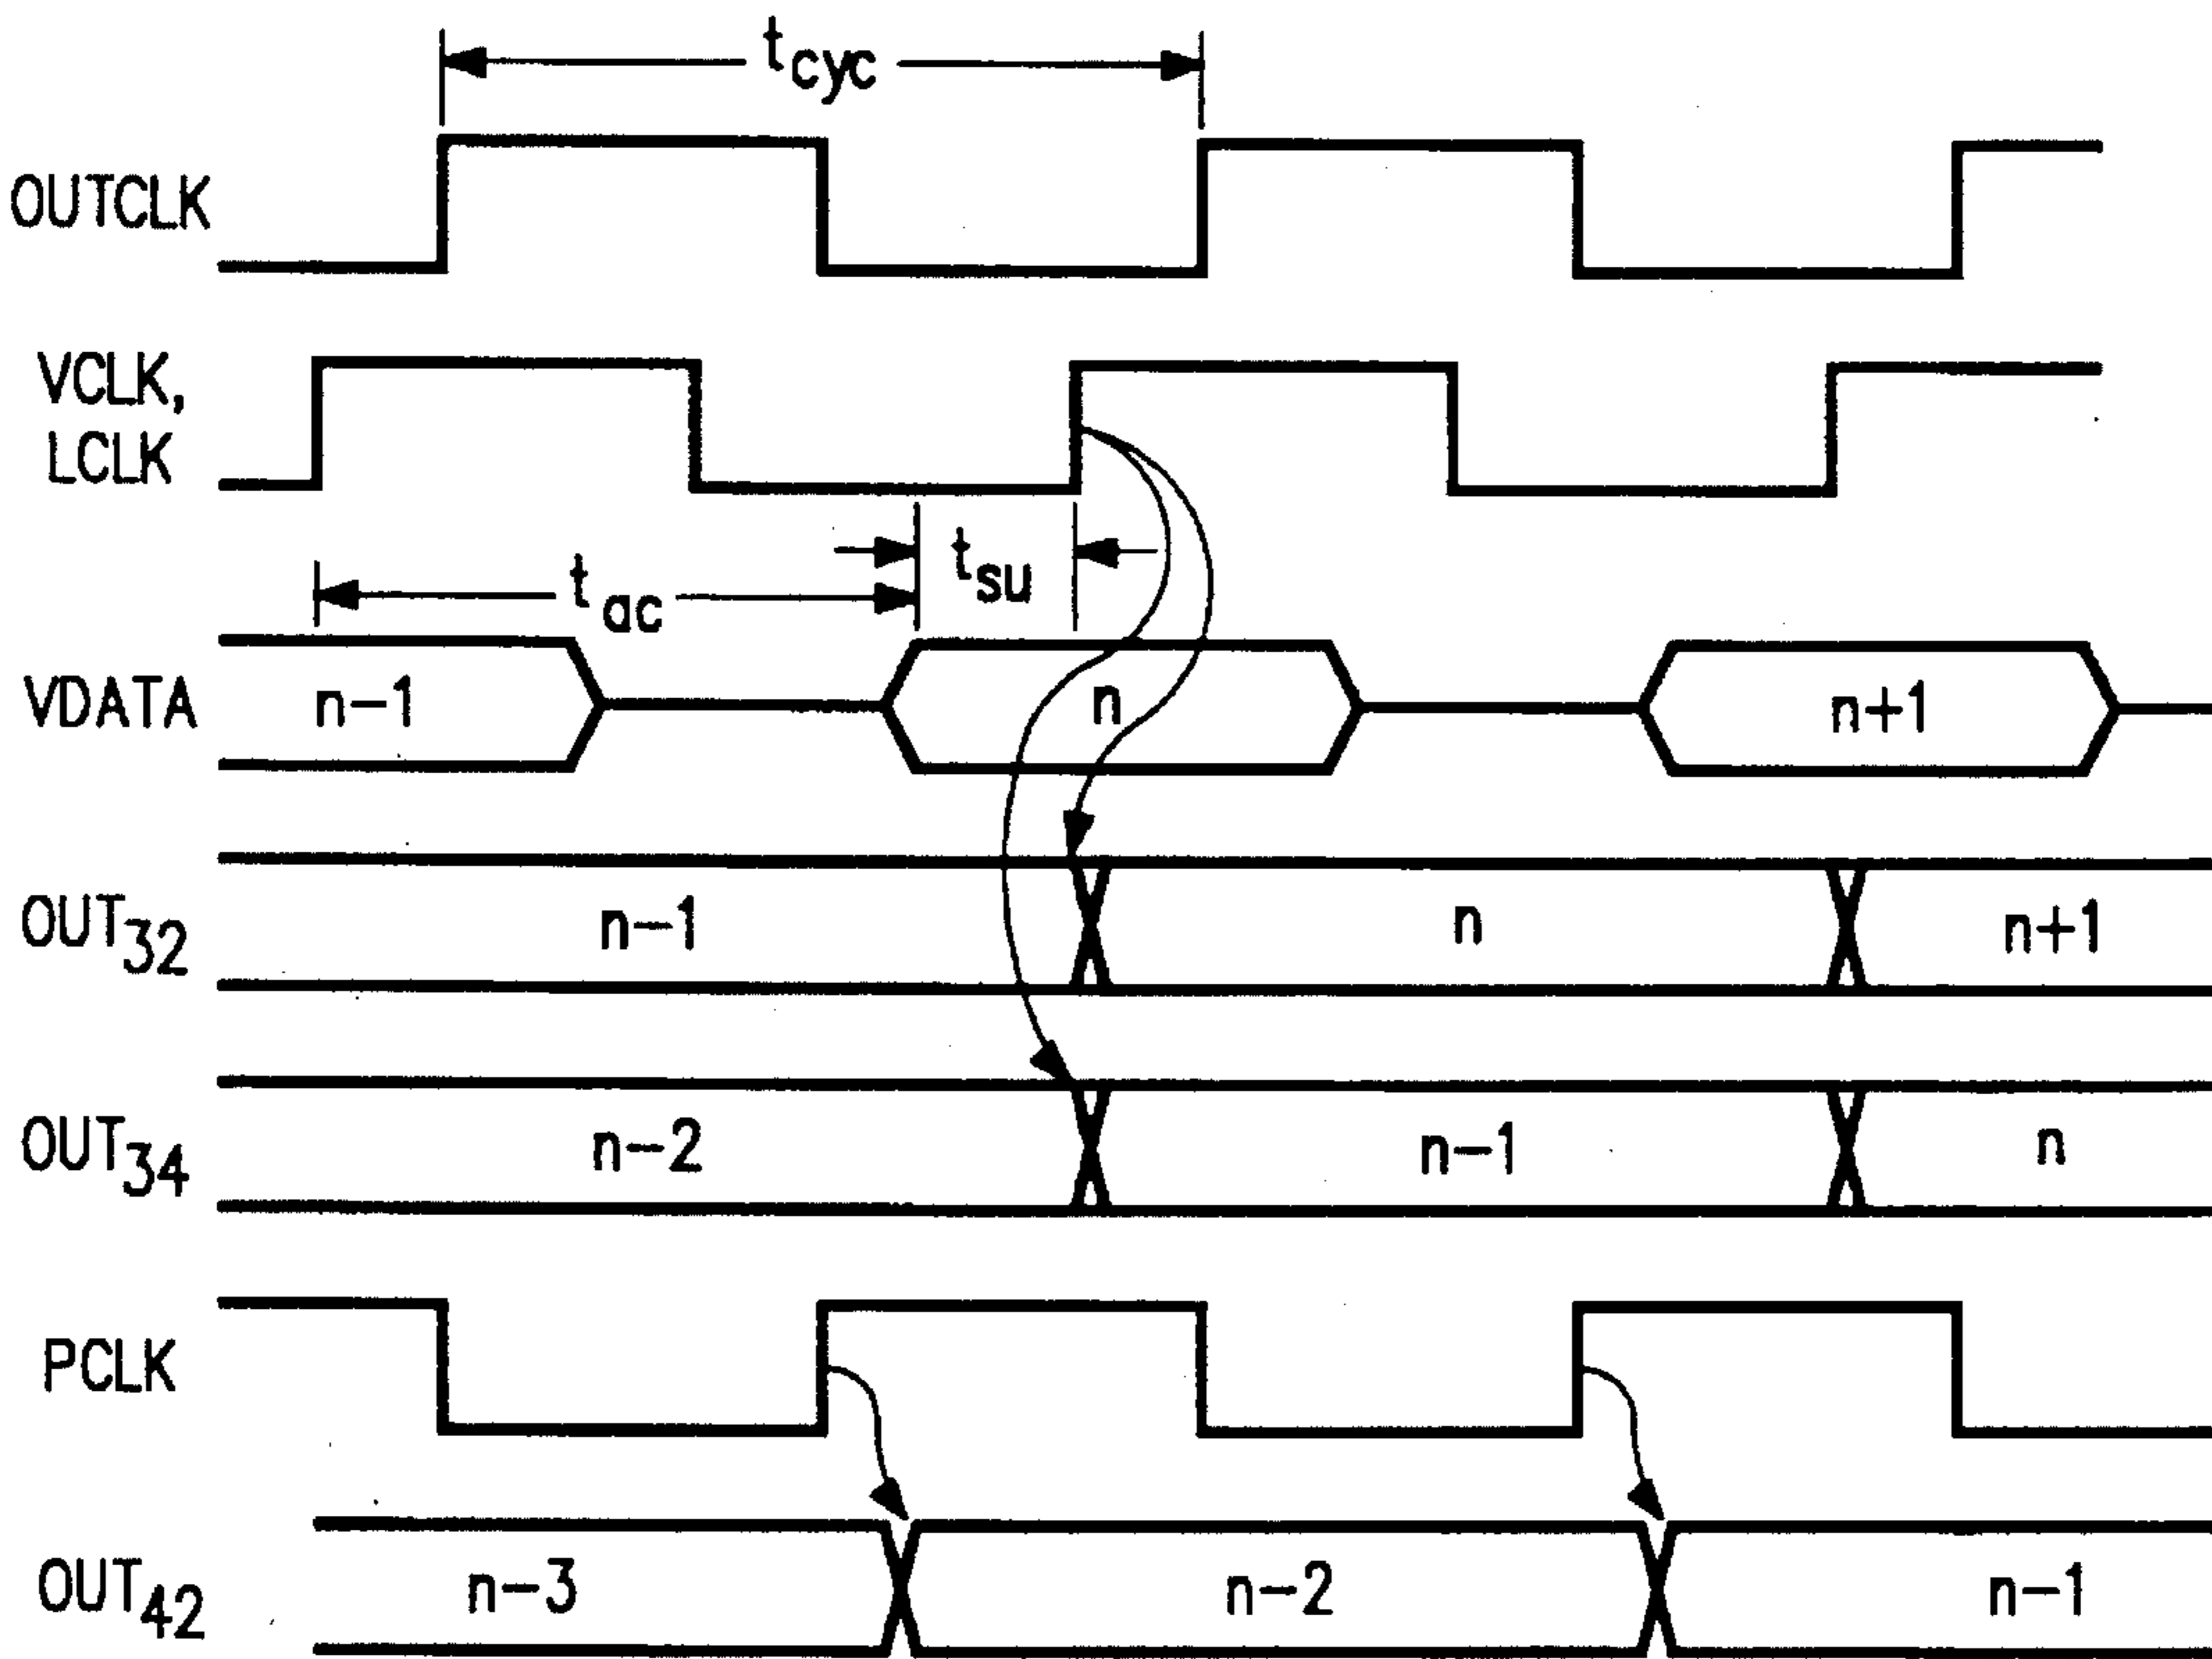 tcyc
OUTCLK
VCLK,
LCLK
tsu
tac
VDATA n-1 n n+1
OUT32 n-1 n n+1
OUT34 n-2 n-1 n
PCLK
OUT42 n-3 n-2 n-1